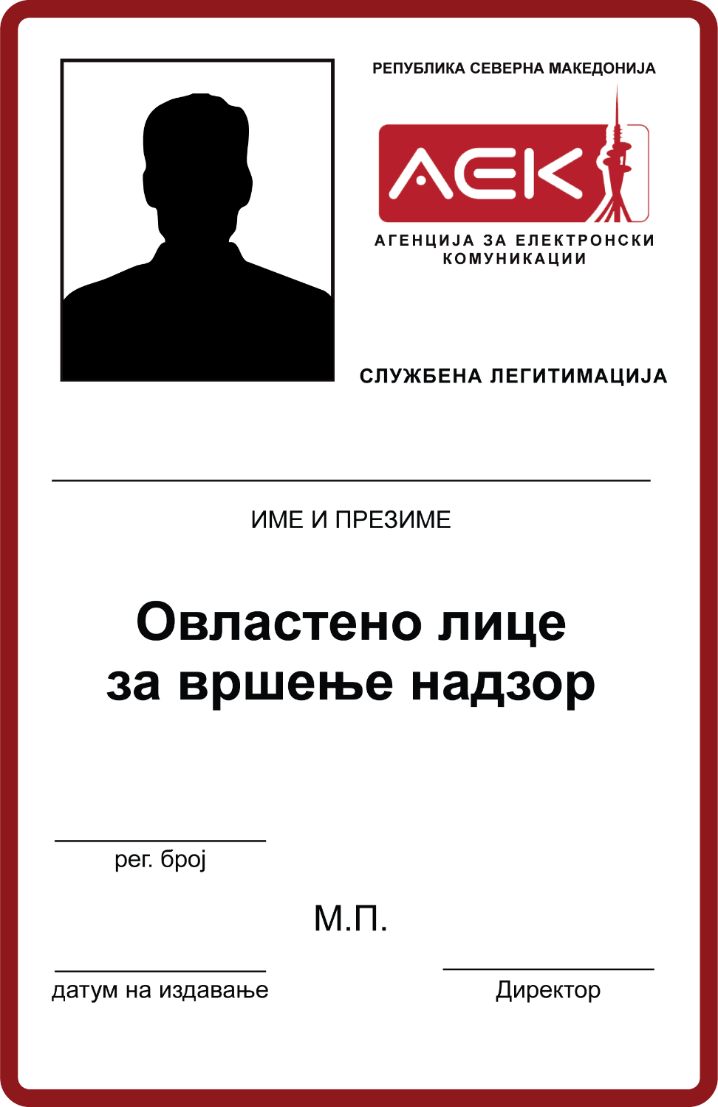 РЕПУБЛИКА СЕВЕРНА МАКЕДОНИЈА
АЕК
АГЕНЦИЈА ЗА ЕЛЕКТРОНСКИ
КОМУНИКАЦИИ
СЛУЖБЕНА ЛЕГИТИМАЦИЈА
ИМЕ И ПРЕЗИМЕ
Овластено лице
за вршење надзор
рег. број
М.П.
датум на издавање
Директор